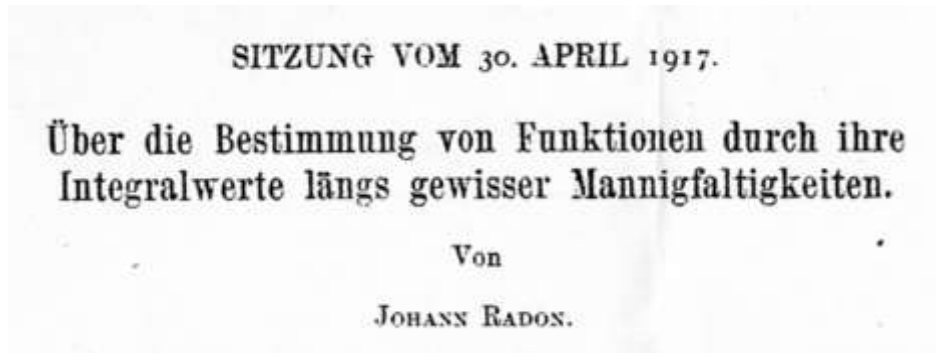 SITZUNG VOM 30. APRIL 1917.
Über die Bestimmung von Funktionen durch ihre
Integralwerte längs gewisser Mannigfaltigkeiten.
Von
JOHANN RADON.